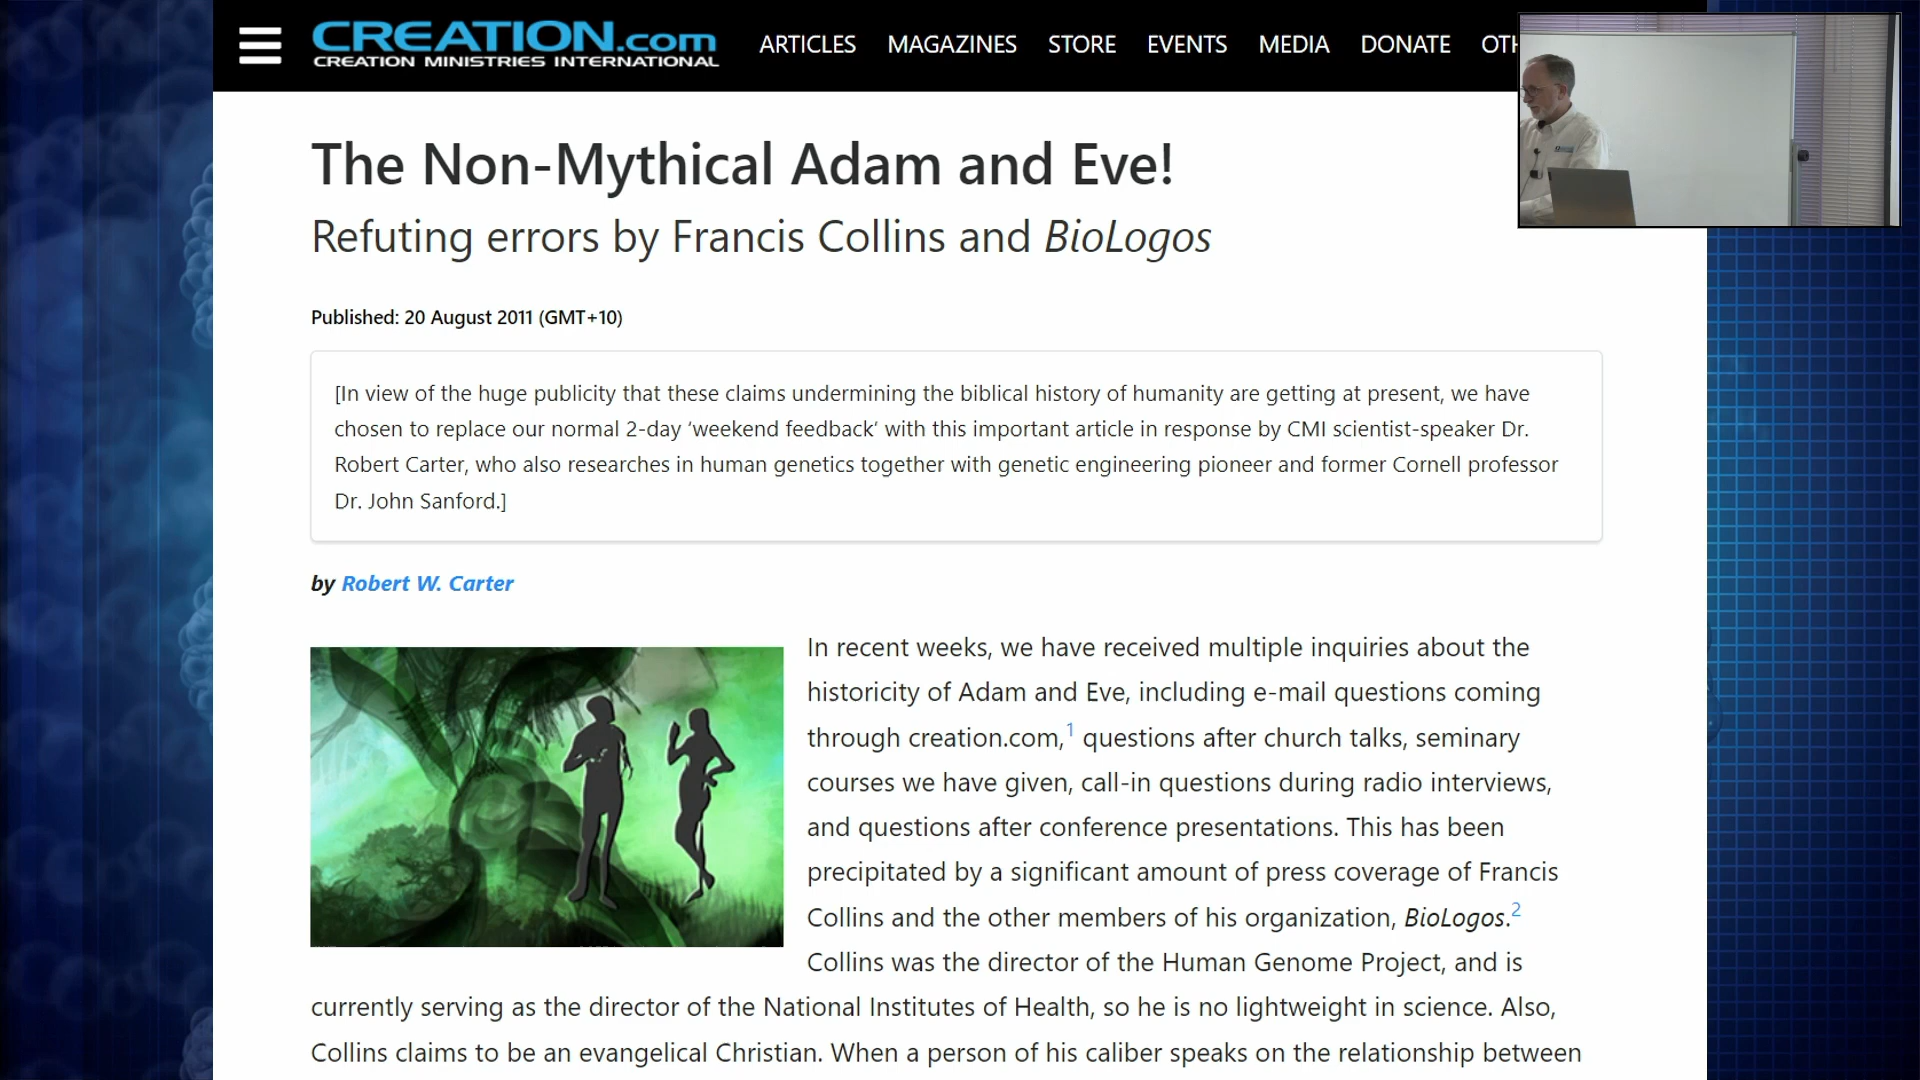 CREATION.com
CREATION MINISTRIES INTERNATIONAL
ARTICLES MAGAZINES STORE EVENTS MEDIA DONATE
The Non-Mythical Adam and Eve!
Refuting errors by Francis Collins and BioLogos
Published: 20 August 2011 (GMT+10)
[In view of the huge publicity that these claims undermining the biblical history of humanity are getting at present, we have
chosen to replace our normal 2-day ‘weekend feedback’ with this important article in response by CMI scientist-speaker Dr.
Robert Carter, who also researches in human genetics together with genetic engineering pioneer and former Cornell professor
Dr. John Sanford.]
by Robert W. Carter
In recent weeks, we have received multiple inquiries about the
historicity of Adam and Eve, including e-mail questions coming
through creation.com,1 questions after church talks, seminary
courses we have given, call-in questions during radio interviews,
and questions after conference presentations. This has been
precipitated by a significant amount of press coverage of Francis
Collins and the other members of his organization, BioLogos.2
Collins was the director of the Human Genome Project, and is
currently serving as the director of the National Institutes of Health, so he is no lightweight in science. Also,
Collins claims to be an evangelical Christian. When a person of his caliber speaks on the relationship between